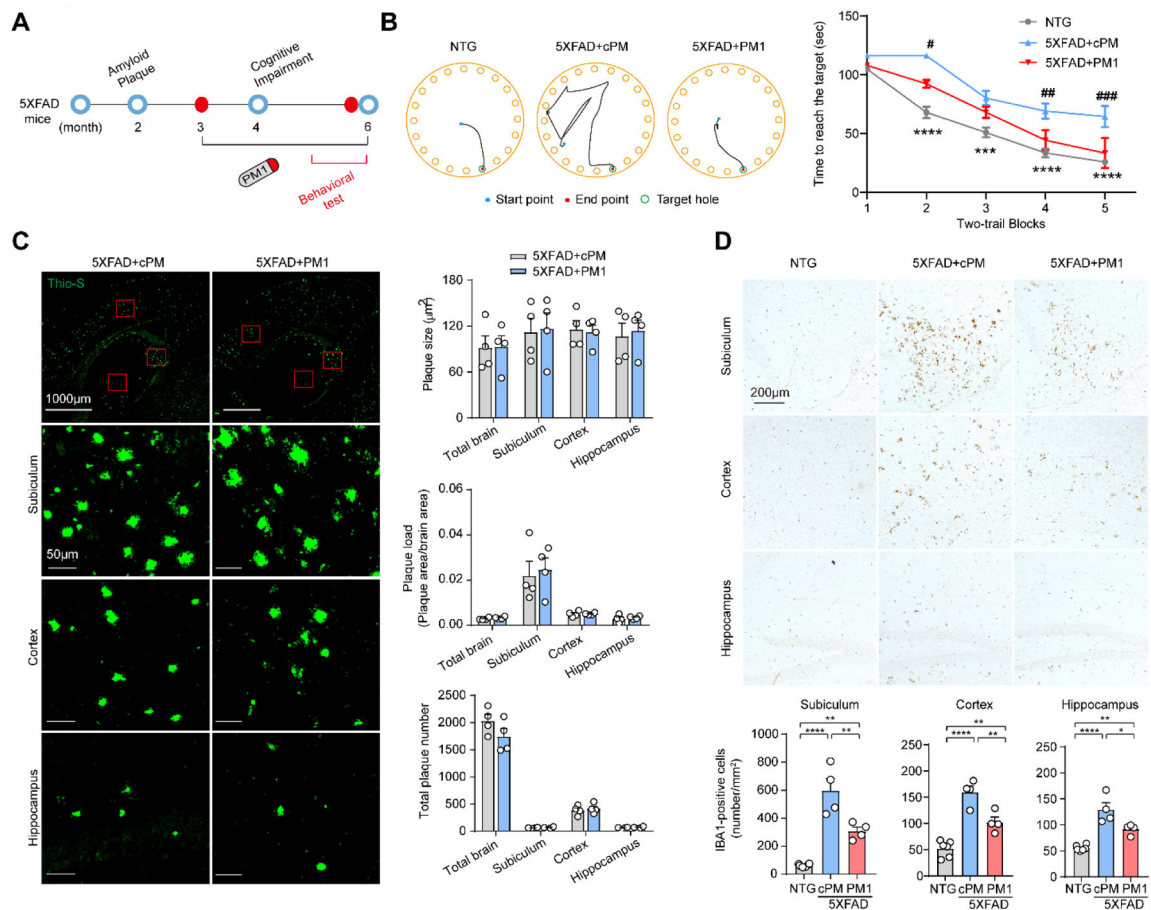 A
Amyloid
Plaque
Cognitive
Impairment
5XFAD
mice
(month)
2
3
4
6
PM1
Behavioral
test
B
NTG
5XFAD+cPM
5XFAD+PM1
Start point
End point
Target hole
Time to reach the target (sec)
150
100
50
0
1
2
3
4
5
Two-trail Blocks
NTG
5XFAD+cPM
5XFAD+PM1
#
##
###
****
***
****
****
C
5XFAD+cPM
5XFAD+PM1
Thio-S
1000μm
Subiculum
50μm
Cortex
Hippocampus
5XFAD+cPM
5XFAD+PM1
Plaque size (μm²)
180
120
60
0
Total brain
Subiculum
Cortex
Hippocampus
Plaque load
(Plaque area/brain area)
0.06
0.04
0.02
0.00
Total brain
Subiculum
Cortex
Hippocampus
Total plaque number
2500
2000
1500
1000
500
0
Total brain
Subiculum
Cortex
Hippocampus
D
NTG
5XFAD+cPM
5XFAD+PM1
Subiculum
200μm
Cortex
Hippocampus
IBA1-positive cells
(number/mm²)
Subiculum
**
**** **
1000
800
600
400
200
0
NTG cPM PM1
5XFAD
Cortex
**
**** **
250
200
150
100
50
0
NTG cPM PM1
5XFAD
Hippocampus
**
**** *
250
200
150
100
50
0
NTG cPM PM1
5XFAD